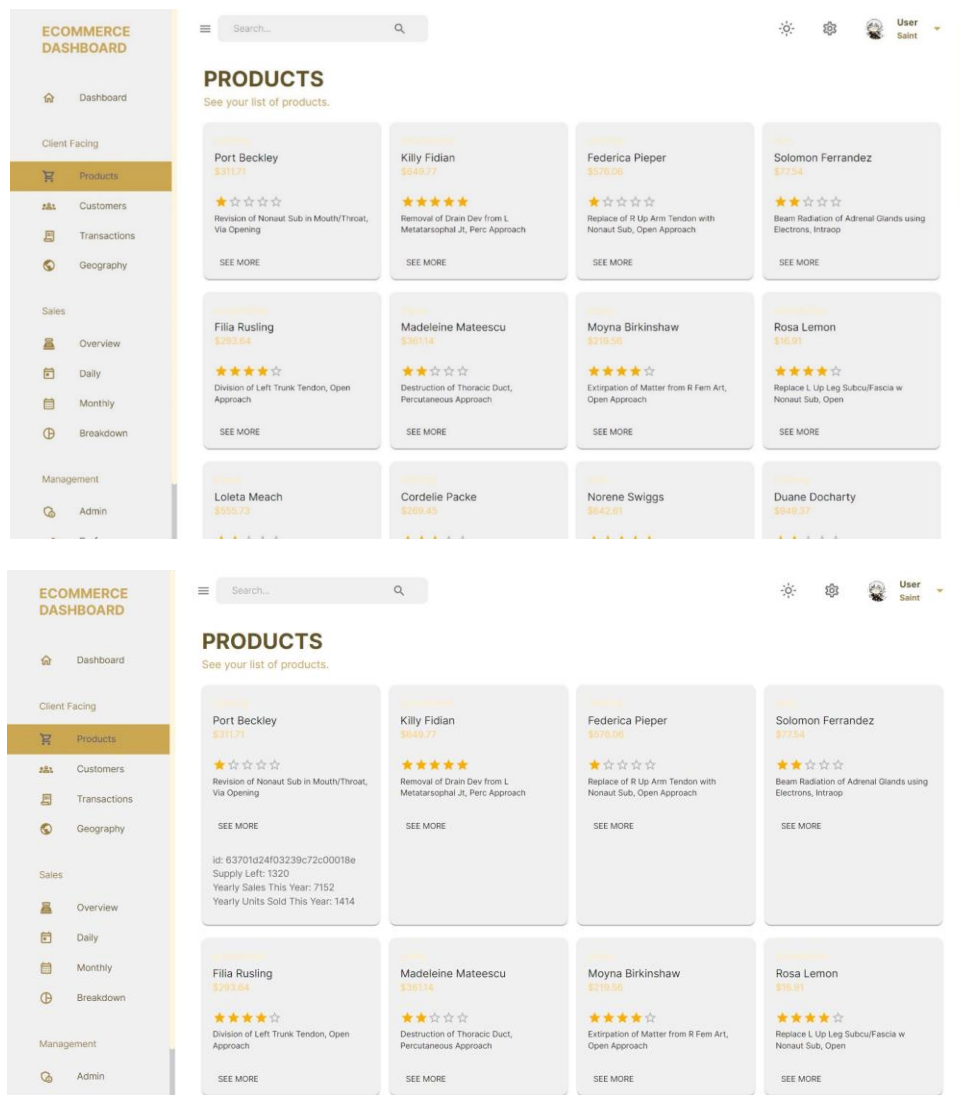 ECOMMERCE
DASHBOARD
Dashboard
Client Facing
Products
Customers
Transactions
Geography
Sales
Overview
Daily
Monthly
Breakdown
Management
Admin
Search...
User
Saint
PRODUCTS
See your list of products.
Port Beckley
$311.71
Revision of Nonaut Sub in Mouth/Throat,
Via Opening
SEE MORE
Killy Fidian
$649.77
Removal of Drain Dev from L
Metatarsophal Jt, Perc Approach
SEE MORE
Federica Pieper
$576.06
Replace of R Up Arm Tendon with
Nonaut Sub, Open Approach
SEE MORE
Solomon Ferrandez
$77.54
Beam Radiation of Adrenal Glands using
Electrons, Intraop
SEE MORE
Filia Rusling
$293.64
Division of Left Trunk Tendon, Open
Approach
SEE MORE
Madeleine Mateescu
$361.14
Destruction of Thoracic Duct,
Percutaneous Approach
SEE MORE
Moyna Birkinshaw
$219.56
Extirpation of Matter from R Fem Art,
Open Approach
SEE MORE
Rosa Lemon
$16.91
Replace L Up Leg Subcu/Fascia w
Nonaut Sub, Open
SEE MORE
Loleta Meach
$555.73
Cordelie Packe
$269.45
Norene Swiggs
$642.61
Duane Docharty
$949.37
ECOMMERCE
DASHBOARD
Dashboard
Client Facing
Products
Customers
Transactions
Geography
Sales
Overview
Daily
Monthly
Breakdown
Management
Admin
Search...
User
Saint
PRODUCTS
See your list of products.
Port Beckley
$311.71
Revision of Nonaut Sub in Mouth/Throat,
Via Opening
SEE MORE
id: 63701d24f03239c72c00018e
Supply Left: 1320
Yearly Sales This Year: 7152
Yearly Units Sold This Year: 1414
Killy Fidian
$649.77
Removal of Drain Dev from L
Metatarsophal Jt, Perc Approach
SEE MORE
Federica Pieper
$576.06
Replace of R Up Arm Tendon with
Nonaut Sub, Open Approach
SEE MORE
Solomon Ferrandez
$77.54
Beam Radiation of Adrenal Glands using
Electrons, Intraop
SEE MORE
Filia Rusling
$293.64
Division of Left Trunk Tendon, Open
Approach
SEE MORE
Madeleine Mateescu
$361.14
Destruction of Thoracic Duct,
Percutaneous Approach
SEE MORE
Moyna Birkinshaw
$219.56
Extirpation of Matter from R Fem Art,
Open Approach
SEE MORE
Rosa Lemon
$16.91
Replace L Up Leg Subcu/Fascia w
Nonaut Sub, Open
SEE MORE